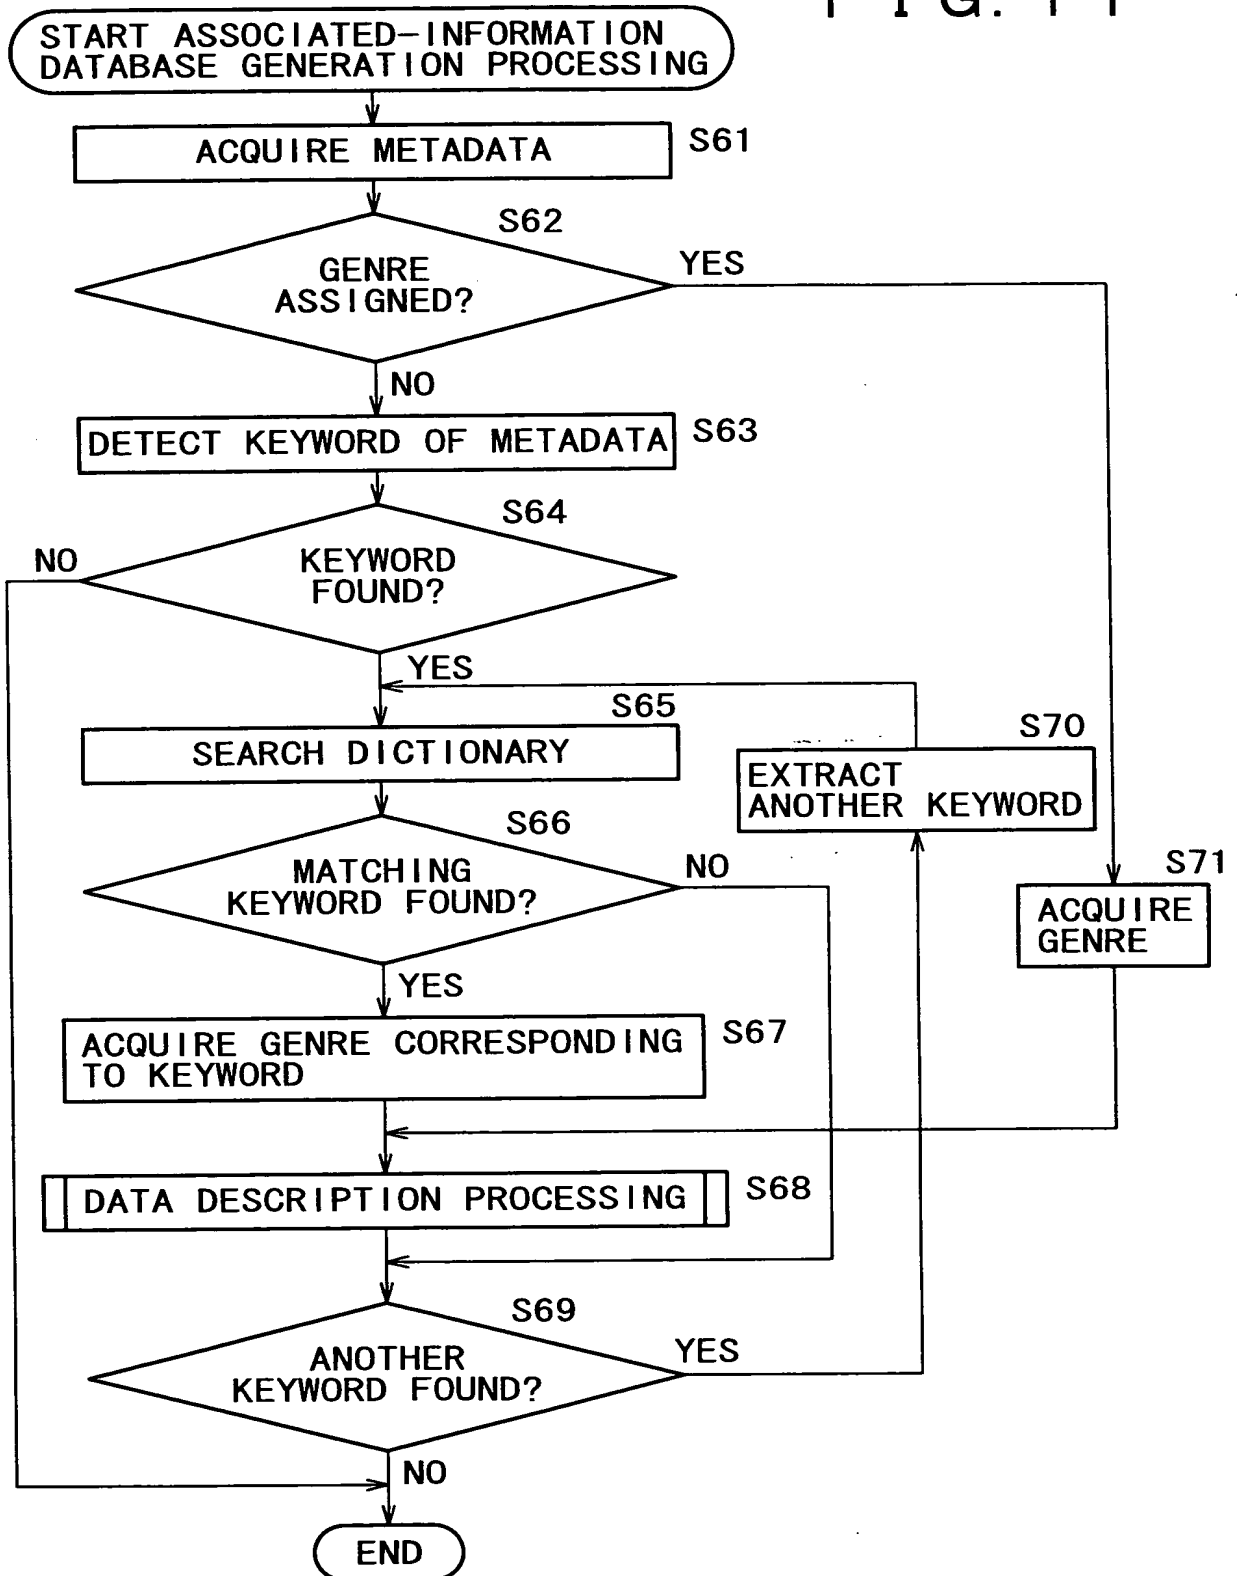 START ASSOCIATED-INFORMATION
DATABASE GENERATION PROCESSING
ACQUIRE METADATA
S61
S62
GENRE
ASSIGNED?
YES
NO
DETECT KEYWORD OF METADATA
S63
S64
NO
KEYWORD
FOUND?
YES
S65
SEARCH DICTIONARY
S70
EXTRACT
ANOTHER KEYWORD
S66
MATCHING
KEYWORD FOUND?
NO
S71
ACQUIRE
GENRE
YES
ACQUIRE GENRE CORRESPONDING
TO KEYWORD
S67
DATA DESCRIPTION PROCESSING
S68
S69
ANOTHER
KEYWORD FOUND?
YES
NO
END